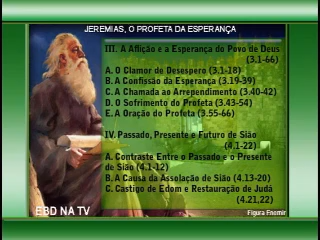 JEREMIAS, O PROFETA DA ESPERANÇA
III. A Aflição e a Esperança do Povo de Deus
(3.1-66)
A. O Clamor de Desespero (3.1-18)
B. A Confissão da Esperança (3.19-39)
C. A Chamada ao Arrependimento (3.40-42)
D. O Sofrimento do Profeta (3.43-54)
E. A Oração do Profeta (3.55-66)
IV. Passado, Presente e Futuro de Sião
(4.1-22)
A. Contraste Entre o Passado e o Presente
de Sião (4.1-12)
B. A Causa da Assolação de Sião (4.13-20)
C. Castigo de Edom e Restauração de Judá
(4.21,22)
EBD NA TV
Figura Enomir